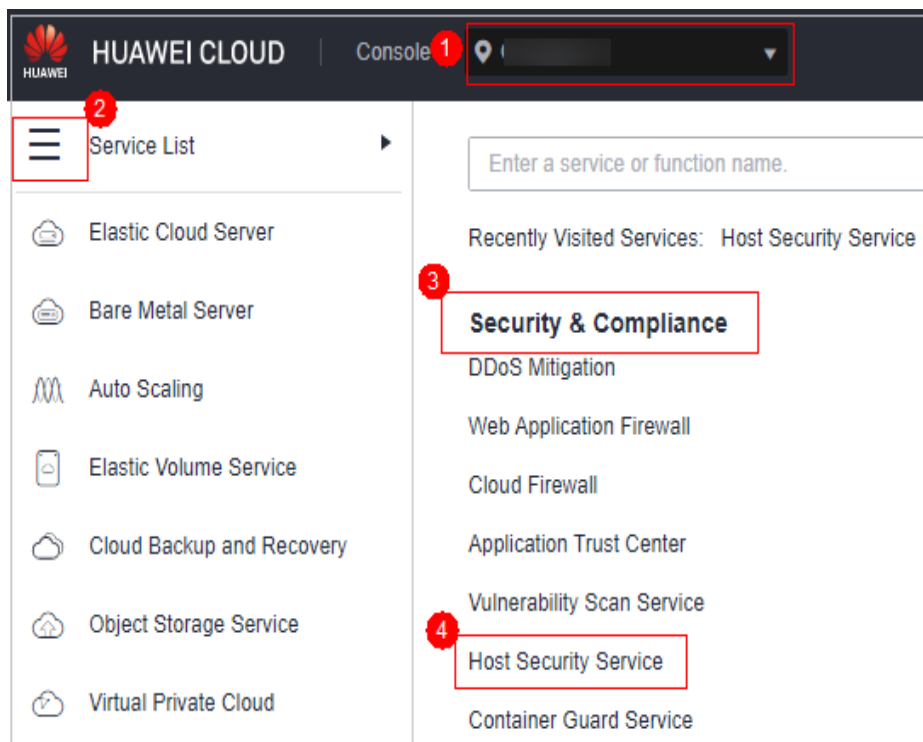 HUAWEI
HUAWEI CLOUD
Console
1
2
Service List
Elastic Cloud Server
Bare Metal Server
Auto Scaling
Elastic Volume Service
Cloud Backup and Recovery
Object Storage Service
Virtual Private Cloud
Enter a service or function name.
Recently Visited Services: Host Security Service
3
Security & Compliance
DDoS Mitigation
Web Application Firewall
Cloud Firewall
Application Trust Center
Vulnerability Scan Service
4
Host Security Service
Container Guard Service